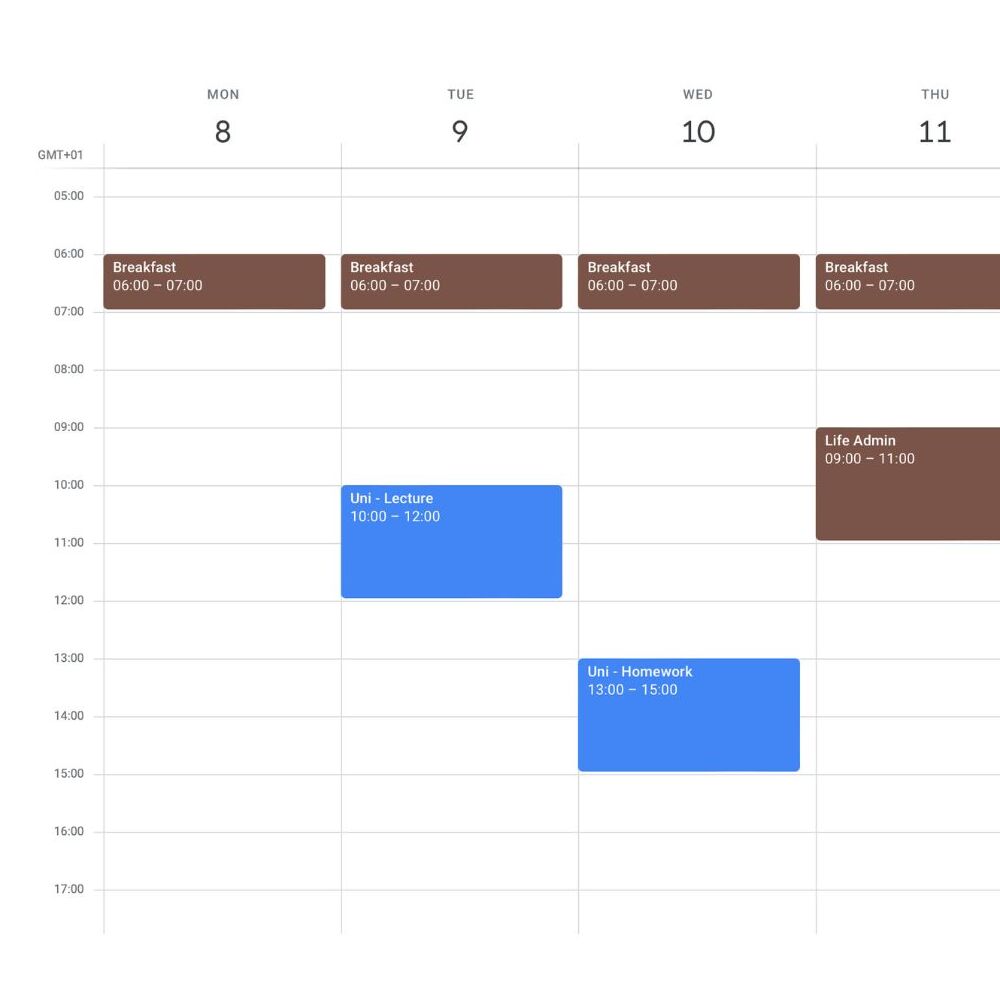 MON
TUE
WED
THU
8
9
10
11
GMT+01
05:00
06:00
Breakfast
06:00 – 07:00
Breakfast
06:00 – 07:00
Breakfast
06:00 – 07:00
Breakfast
06:00 – 07:00
07:00
08:00
09:00
Life Admin
09:00 – 11:00
10:00
Uni - Lecture
10:00 – 12:00
11:00
12:00
13:00
Uni - Homework
13:00 – 15:00
14:00
15:00
16:00
17:00